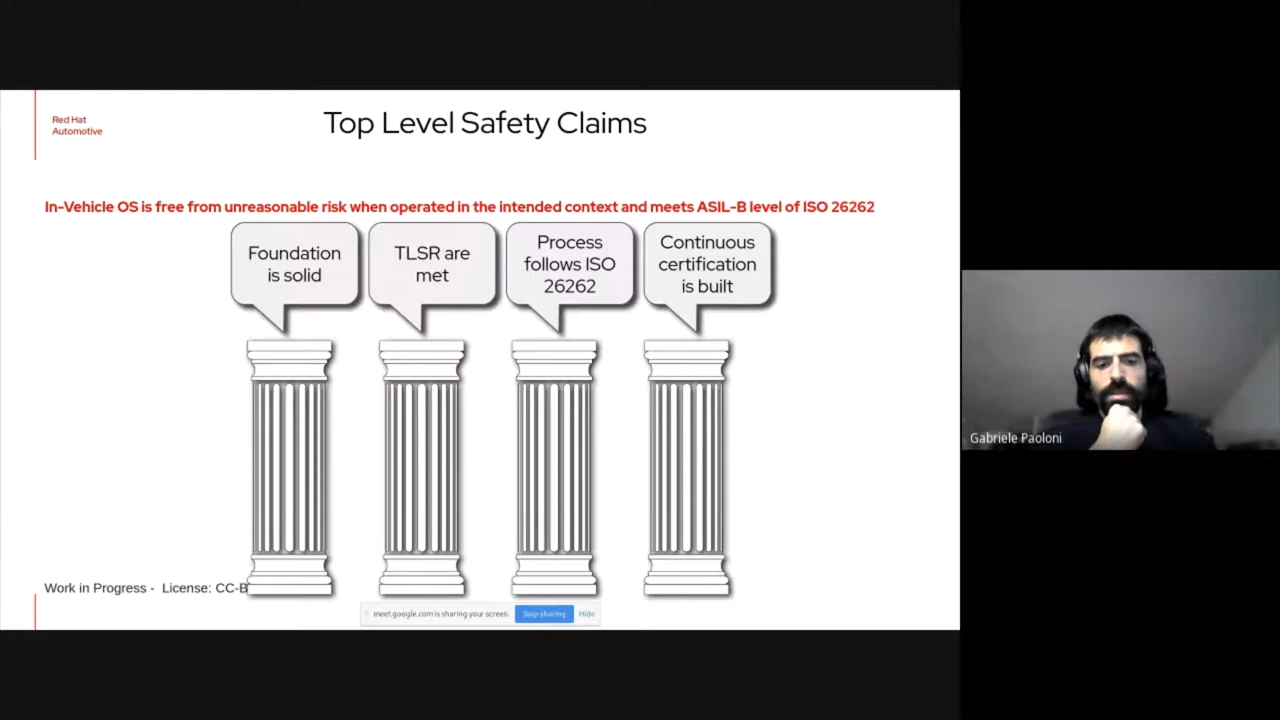 Red Hat
Automotive
Top Level Safety Claims
In-Vehicle OS is free from unreasonable risk when operated in the intended context and meets ASIL-B level of ISO 26262
Foundation
is solid
TLSR are
met
Process
follows ISO
26262
Continuous
certification
is built
Work in Progress - License: CC-B
meet.google.com is sharing your screen.
Stop sharing
Hide
Gabriele Paoloni